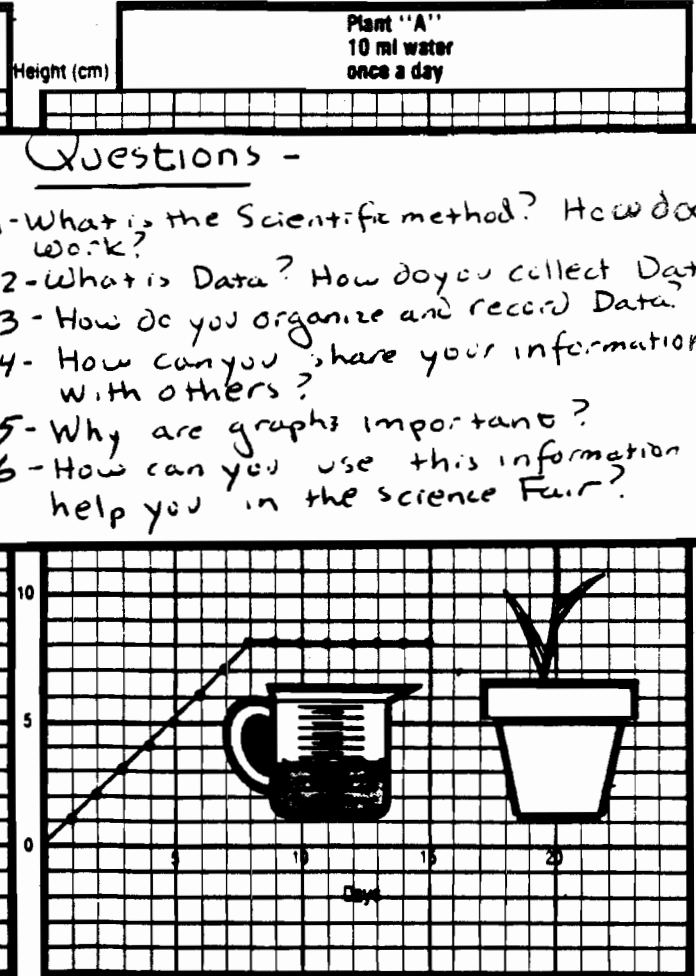 Plant "A"
10 ml water
once a day
Height (cm)
Questions -
-What is the Scientific method? How do
work?
2-What is Data? How do you collect Dat
3 - How do you organize and record Data?
4- How can you share your information
with others?
5- Why are graphs important?
6 - How can you use this information
help you in the science Fair?
10
5
0
5 10 15 20
Days